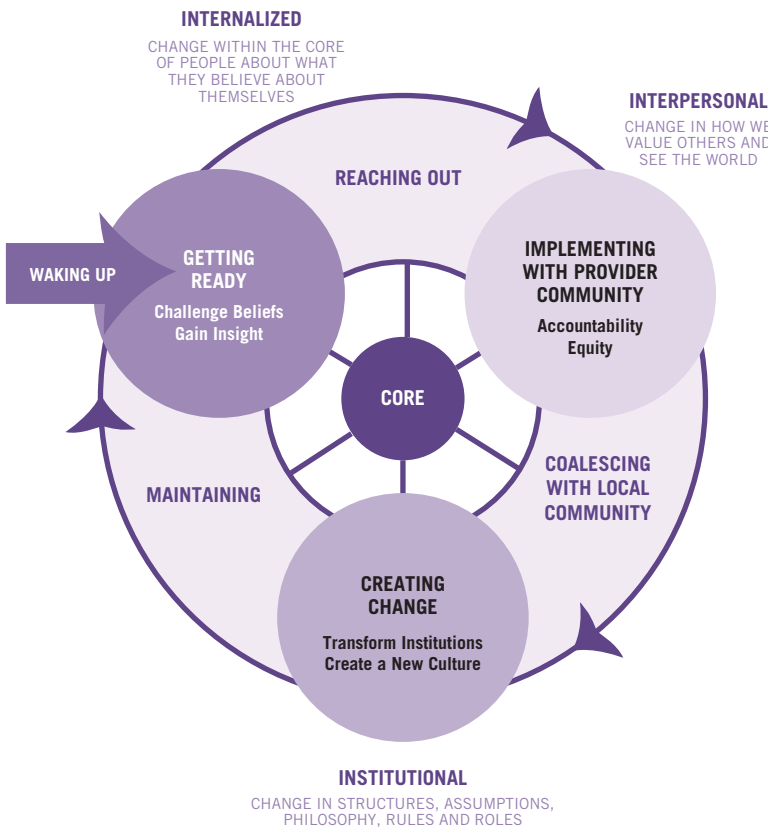 INTERNALIZED
CHANGE WITHIN THE CORE
OF PEOPLE ABOUT WHAT
THEY BELIEVE ABOUT
THEMSELVES
INTERPERSONAL
CHANGE IN HOW WE
VALUE OTHERS AND
SEE THE WORLD
REACHING OUT
WAKING UP
GETTING
READY
Challenge Beliefs
Gain Insight
IMPLEMENTING
WITH PROVIDER
COMMUNITY
Accountability
Equity
CORE
MAINTAINING
COALESCING
WITH LOCAL
COMMUNITY
CREATING
CHANGE
Transform Institutions
Create a New Culture
INSTITUTIONAL
CHANGE IN STRUCTURES, ASSUMPTIONS,
PHILOSOPHY, RULES AND ROLES